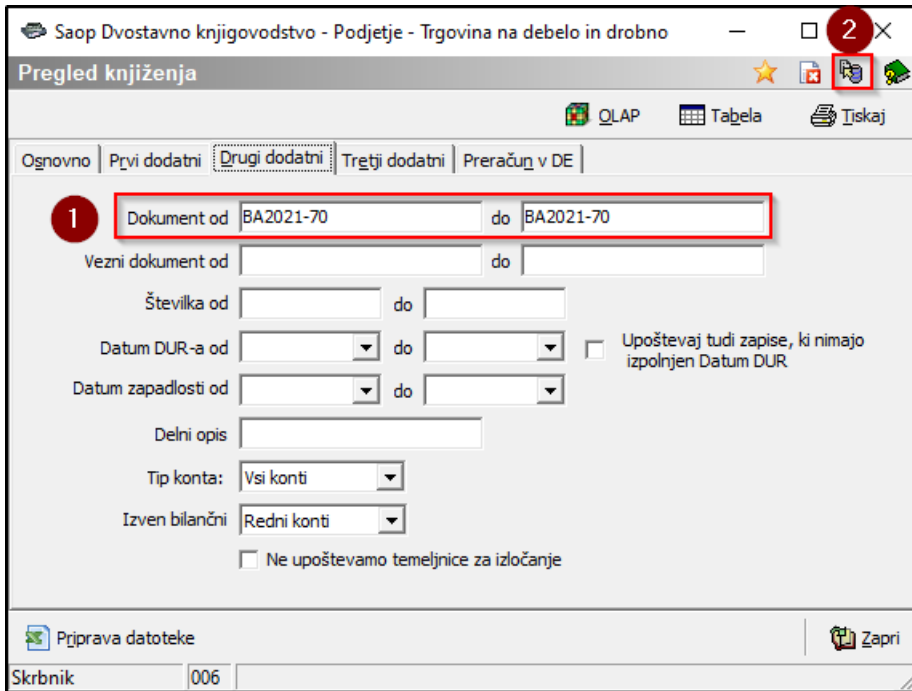 Saop Dvostavno knjigovodstvo - Podjetje - Trgovina na debelo in drobno
2
Pregled knjiženja
OLAP Tabela Tiskaj
Osnovno Prvi dodatni Drugi dodatni Tretji dodatni Preračun v DE
1 Dokument od BA2021-70 do BA2021-70
Vezni dokument od do
Številka od do
Datum DUR-a od do Upoštevaj tudi zapise, ki nimajo
izpolnjen Datum DUR
Datum zapadlosti od do
Delni opis
Tip konta: Vsi konti
Izven bilančni Redni konti
Ne upoštevamo temeljnice za izločanje
Priprava datoteke Zapri
Skrbnik 006